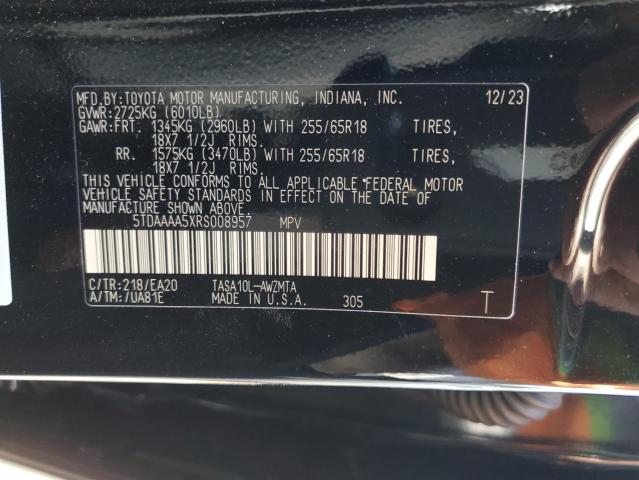 MFD.BY:TOYOTA MOTOR MANUFACTURING, INDIANA, INC. 12/23
GVWR:2725KG (6010LB)
GAWR:FRT. 1345KG (2960LB) WITH 255/65R18 TIRES,
18X7 1/2J RIMS.
RR. 1575KG (3470LB) WITH 255/65R18 TIRES,
18X7 1/2J RIMS.
THIS VEHICLE CONFORMS TO ALL APPLICABLE FEDERAL MOTOR
VEHICLE SAFETY STANDARDS IN EFFECT ON THE DATE OF
MANUFACTURE SHOWN ABOVE.
5TDAAAA5XRS008957 MPV
C/TR:218/EA20 TASA10L-AWZMTA
A/TM:/UA81E MADE IN U.S.A. 305 T